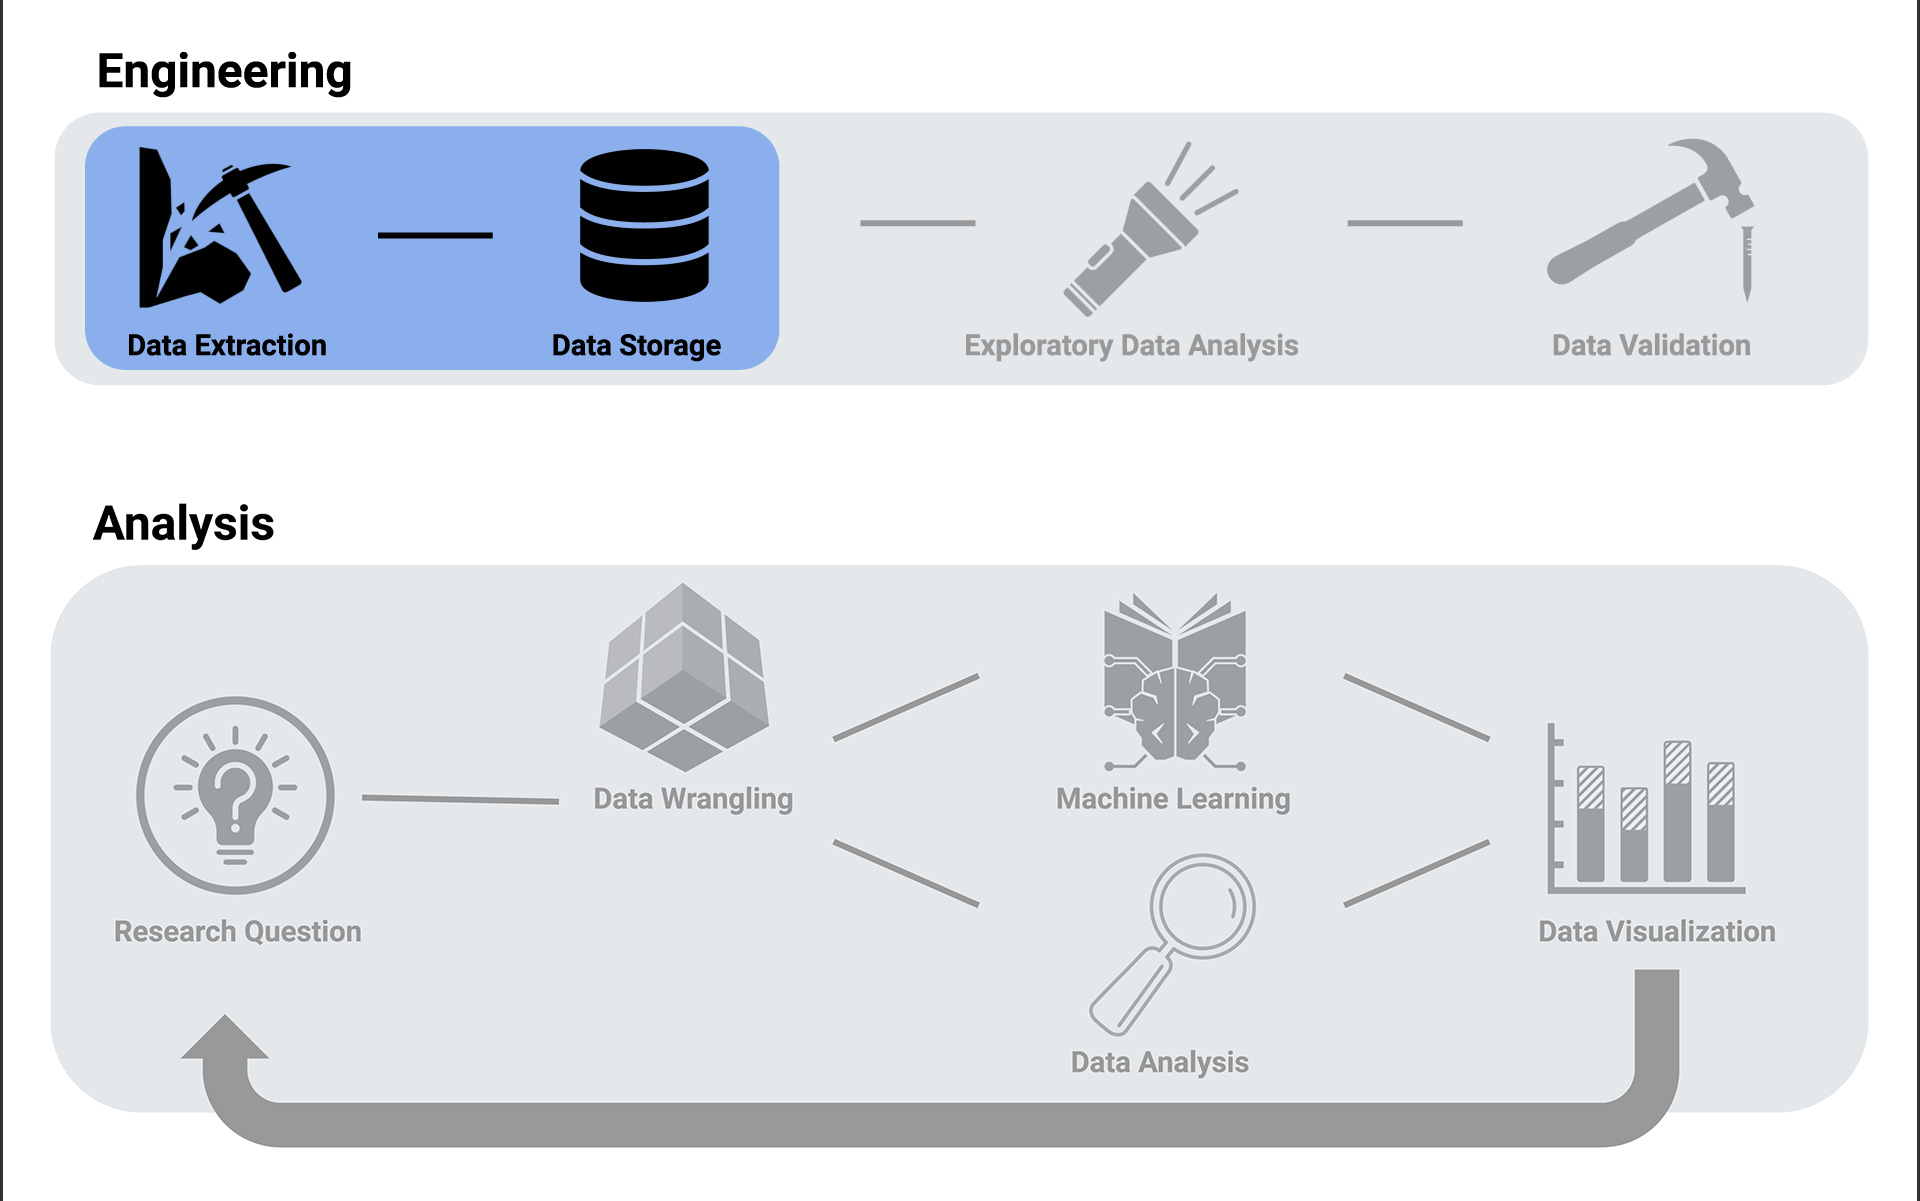 Engineering
Data Extraction
Data Storage
Exploratory Data Analysis
Data Validation
Analysis
Research Question
Data Wrangling
Machine Learning
Data Analysis
Data Visualization